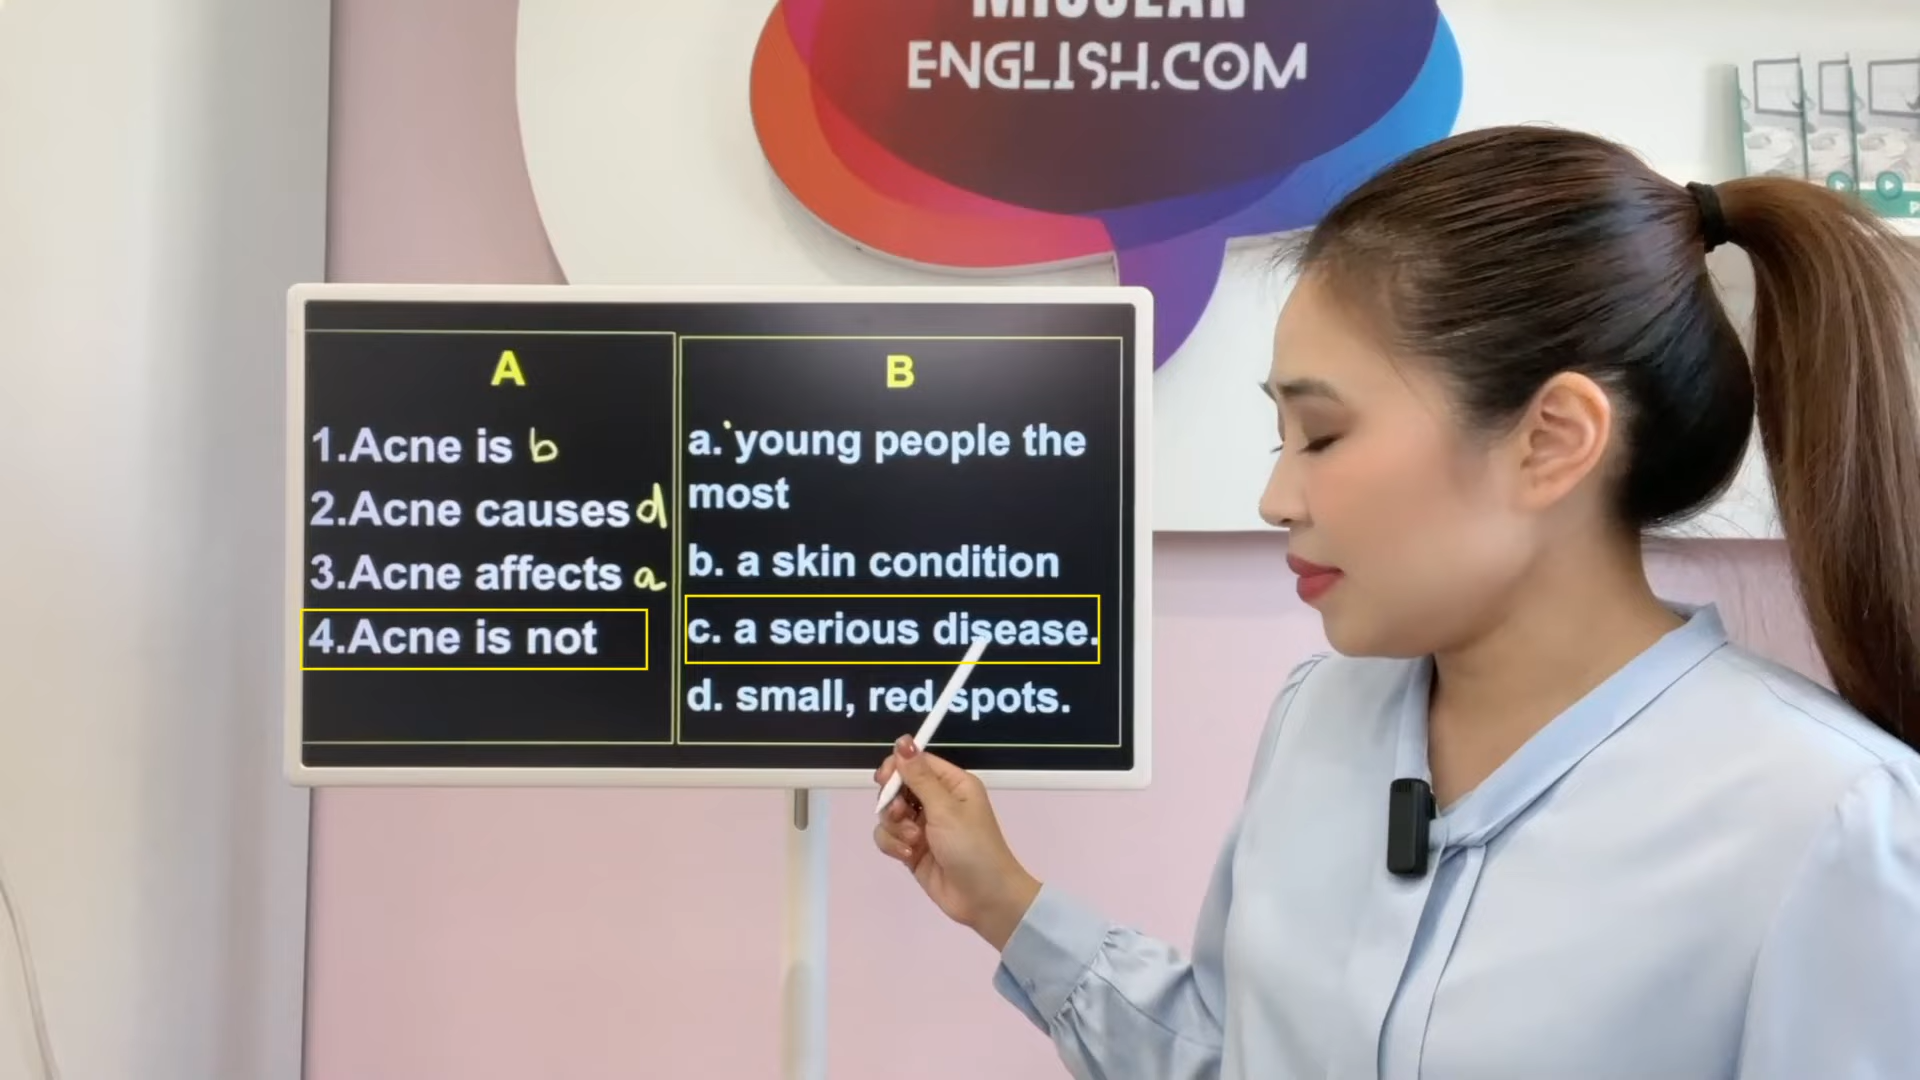 ENGLISH.COM
A
1.Acne is b
2.Acne causes d
3.Acne affects a
4.Acne is not
B
a. young people the
most
b. a skin condition
c. a serious disease.
d. small, red spots.